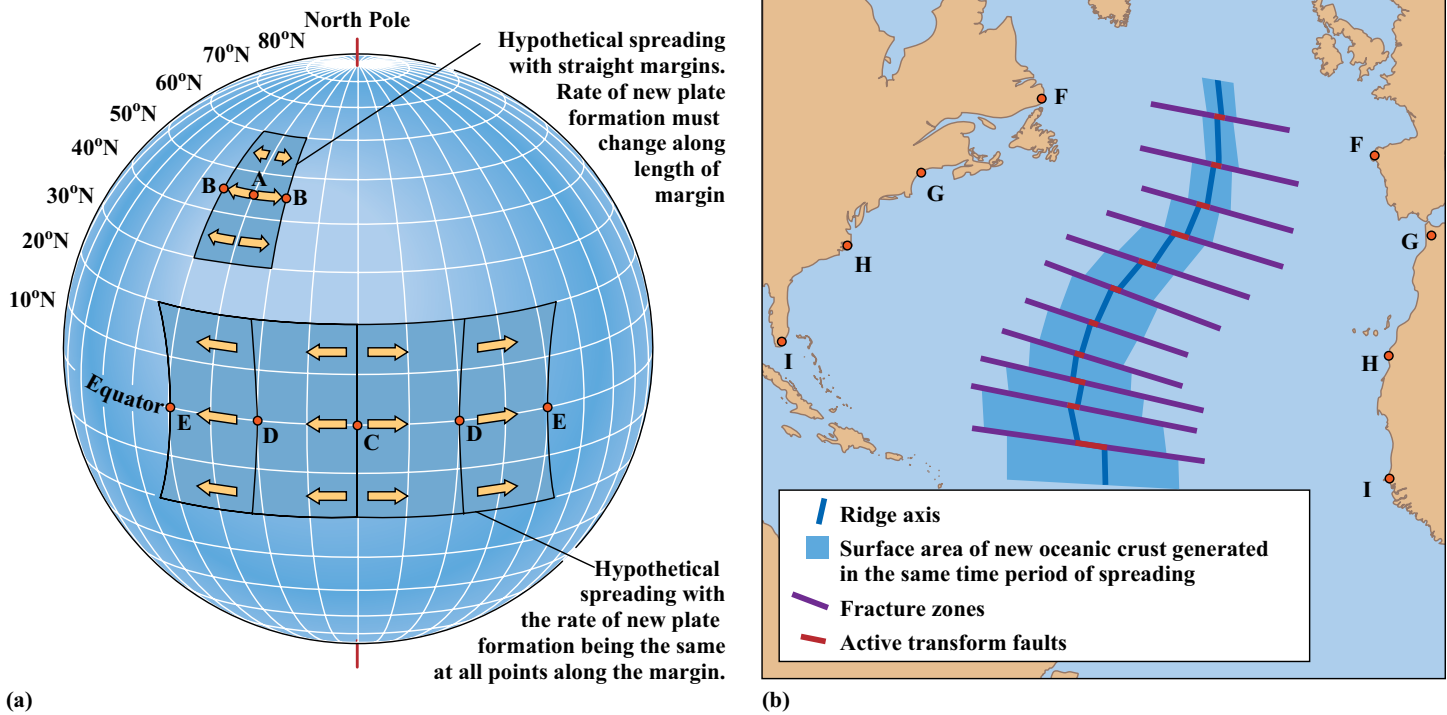 North Pole
80°N
70°N
60°N
50°N
40°N
30°N
20°N
10°N
Hypothetical spreading
with straight margins.
Rate of new plate
formation must
change along
length of
margin
B
A
B
Equator
E
D
C
D
E
Hypothetical
spreading with
the rate of new plate
formation being the same
at all points along the margin.
(a)
F
G
H
I
F
G
H
I
Ridge axis
Surface area of new oceanic crust generated
in the same time period of spreading
Fracture zones
Active transform faults
(b)